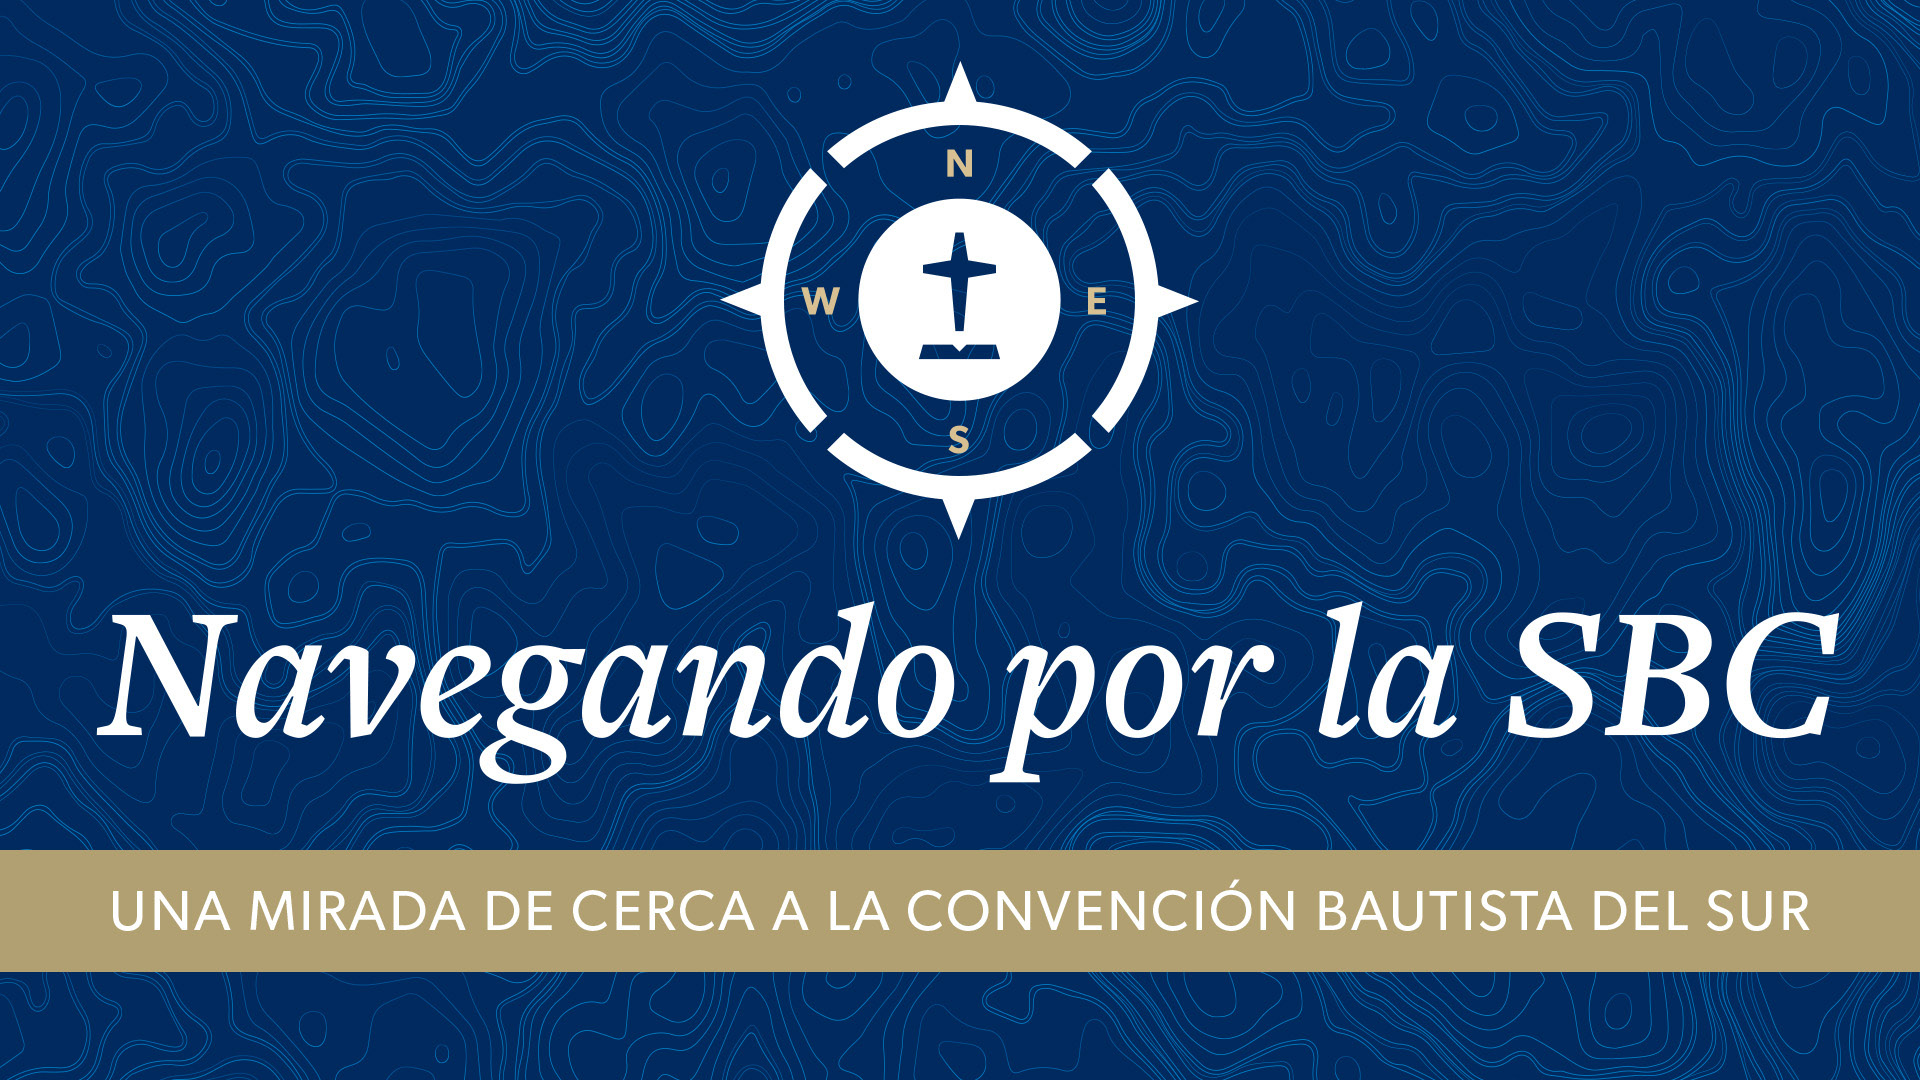 N
W E
S
Navegando por la SBC
UNA MIRADA DE CERCA A LA CONVENCIÓN BAUTISTA DEL SUR